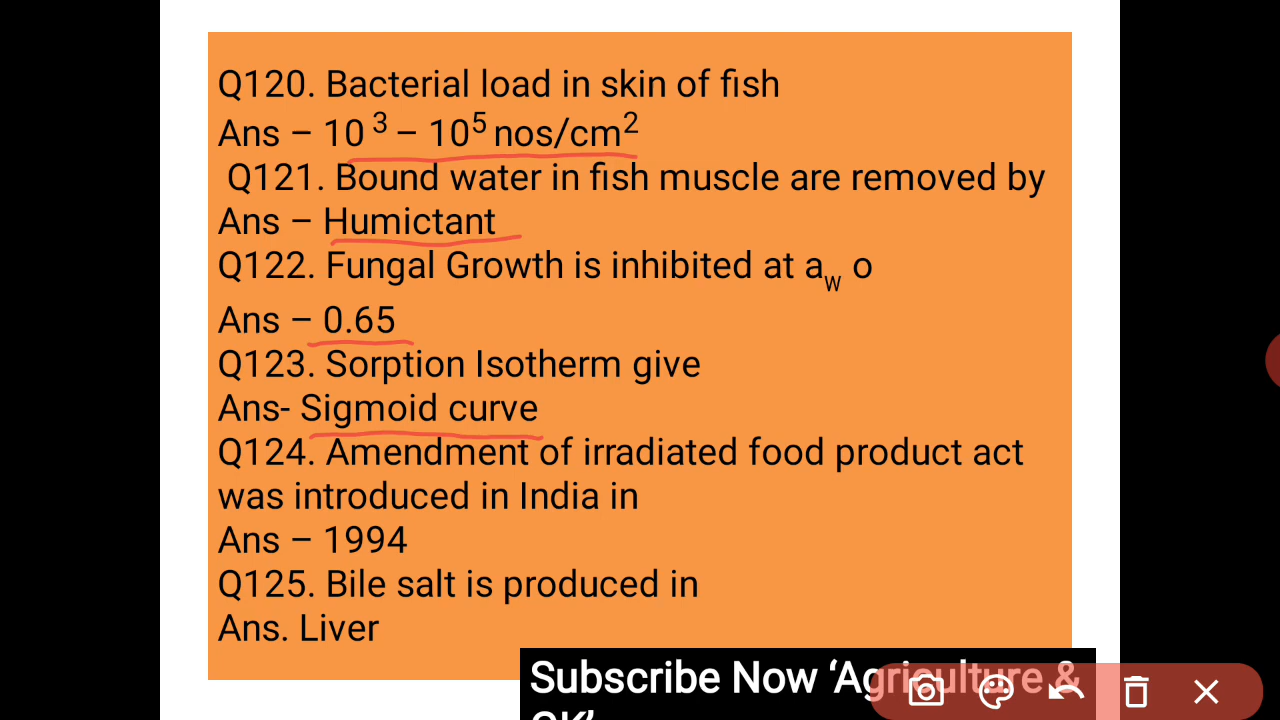 Q120. Bacterial load in skin of fish
Ans – 10 ³ – 10⁵ nos/cm²
Q121. Bound water in fish muscle are removed by
Ans – Humictant
Q122. Fungal Growth is inhibited at aw o
Ans – 0.65
Q123. Sorption Isotherm give
Ans- Sigmoid curve
Q124. Amendment of irradiated food product act
was introduced in India in
Ans – 1994
Q125. Bile salt is produced in
Ans. Liver
Subscribe Now ‘Agriculture &
GK’